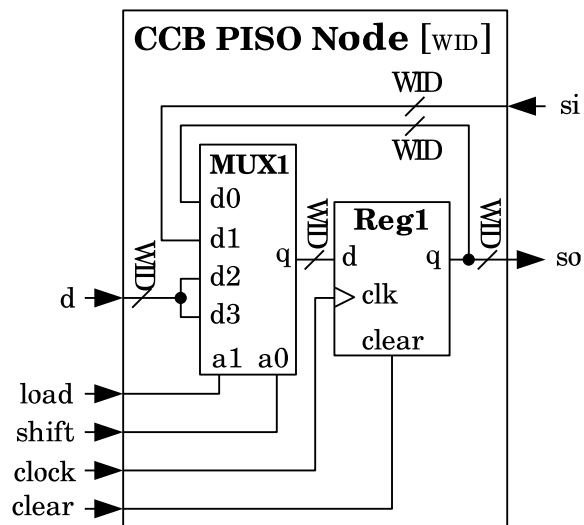 CCB PISO Node [WID]
WID
si
WID
MUX1
d0
WID
Reg1
WID
d1
WID
q
d
q
so
d2
d
d3
clk
a1 a0
clear
load
shift
clock
clear